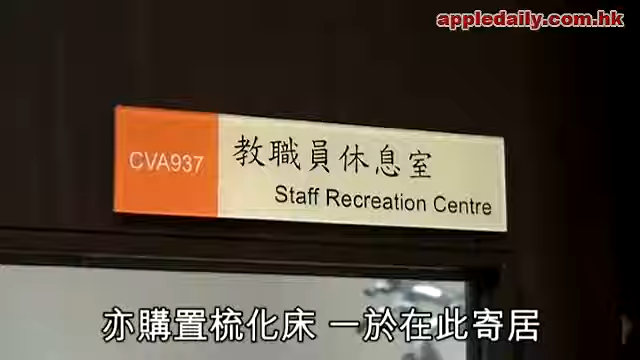 appledaily.com.hk
CVA937
教職員休息室
Staff Recreation Centre
亦購置梳化床 一於在此寄居